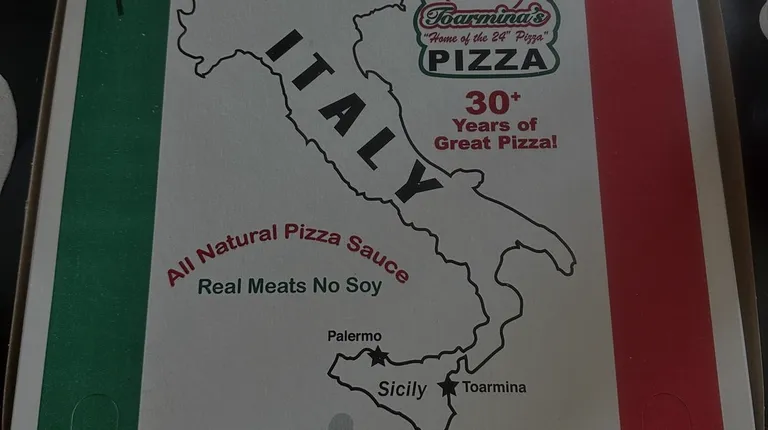 Toarmina's
"Home of the 24" Pizza"
PIZZA
30+
Years of
Great Pizza!
ITALY
All Natural Pizza Sauce
Real Meats No Soy
Palermo
Sicily
Toarmina